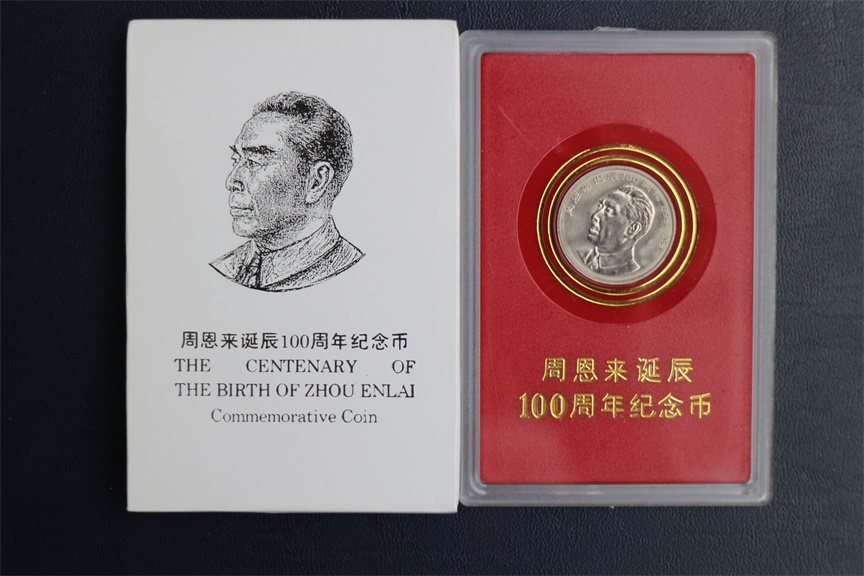 周恩来诞辰100周年纪念币
THE CENTENARY OF
THE BIRTH OF ZHOU ENLAI
Commemorative Coin
周恩来诞辰
100周年纪念币